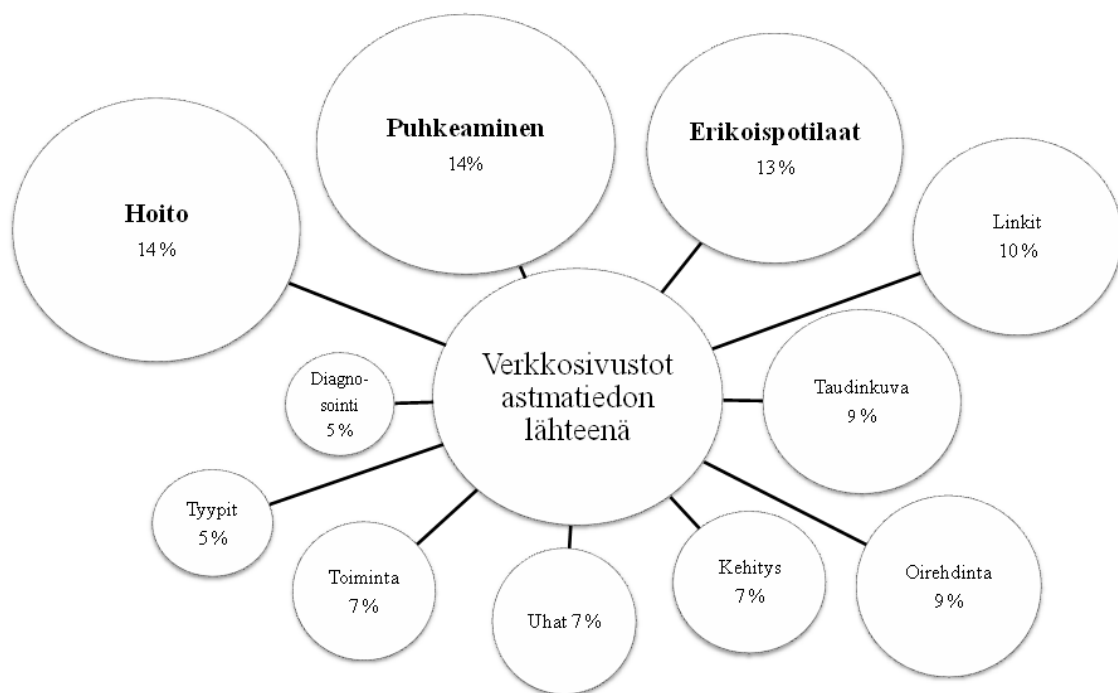 Puhkeaminen
14%
Erikoispotilaat
13%
Hoito
14%
Linkit
10%
Verkkosivustot
astmatiedon
lähteenä
Diagno-
sointi
5%
Taudinkuva
9%
Tyypit
5%
Toiminta
7%
Uhat 7%
Kehitys
7%
Oirehdinta
9%